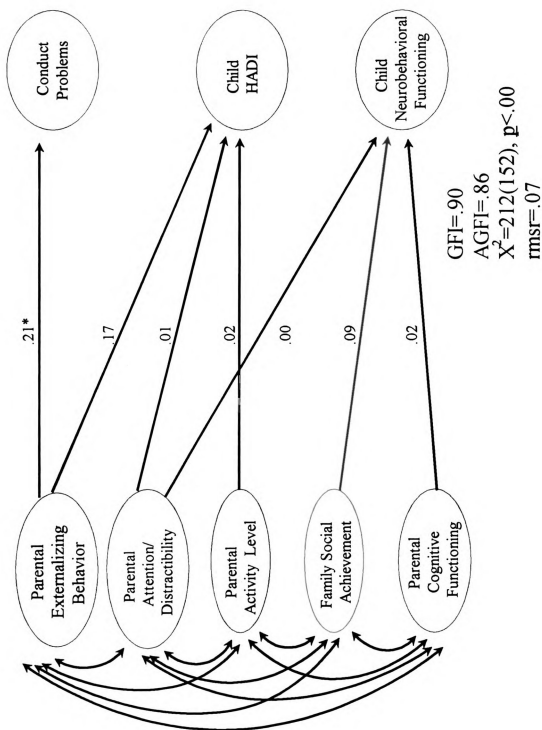 Parental
Externalizing
Behavior
Parental
Attention/
Distractibility
Parental
Activity Level
Family Social
Achievement
Parental
Cognitive
Functioning
.21*
.17
.01
.02
.00
.09
.02
Conduct
Problems
Child
HADI
Child
Neurobehavioral
Functioning
GFI=.90
AGFI=.86
X²=212(152), p<.00
rmsr=.07